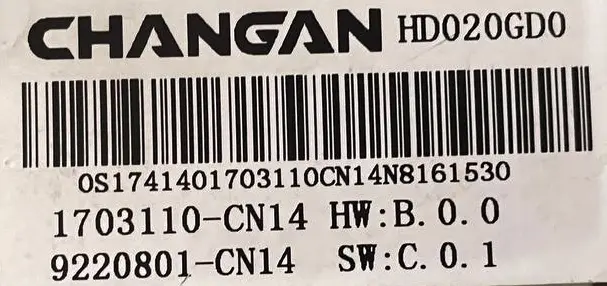 CHANGAN HD020GD0
0S1741401703110CN14N8161530
1703110-CN14 HW:B.0.0
9220801-CN14 SW:C.0.1